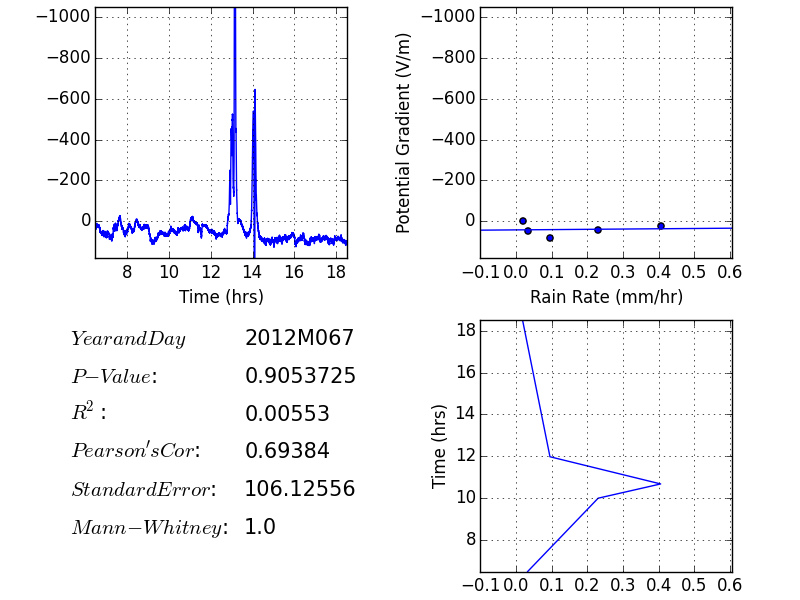 −1000
−800
−600
−400
−200
0
8 10 12 14 16 18
Time (hrs)
Potential Gradient (V/m)
−1000
−800
−600
−400
−200
0
−0.1 0.0 0.1 0.2 0.3 0.4 0.5 0.6
Rain Rate (mm/hr)
YearandDay 2012M067
P−Value: 0.9053725
R² : 0.00553
Pearson'sCor: 0.69384
StandardError: 106.12556
Mann−Whitney: 1.0
Time (hrs)
18
16
14
12
10
8
−0.1 0.0 0.1 0.2 0.3 0.4 0.5 0.6